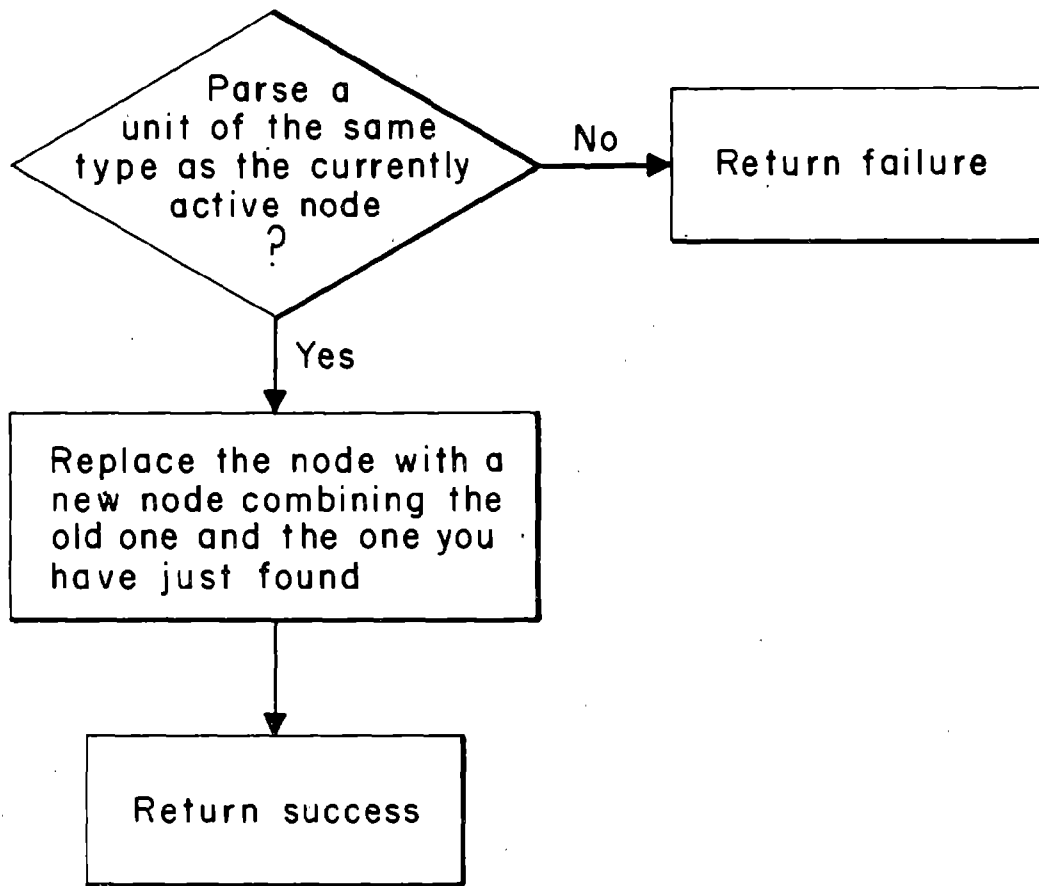 Parse a
unit of the same
type as the currently
active node
?
No
Return failure
Yes
Replace the node with a
new node combining the
old one and the one you
have just found
Return success